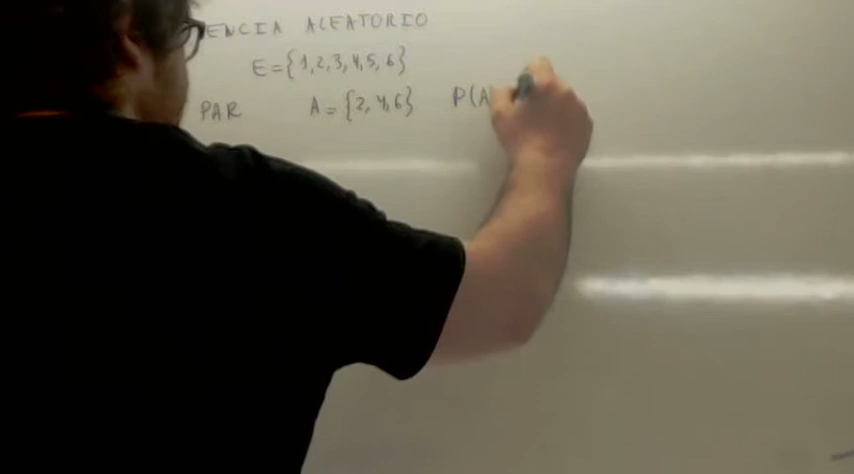 ENCIA ALEATORIO
E={1,2,3,4,5,6}
PAR A={2,4,6} P(A